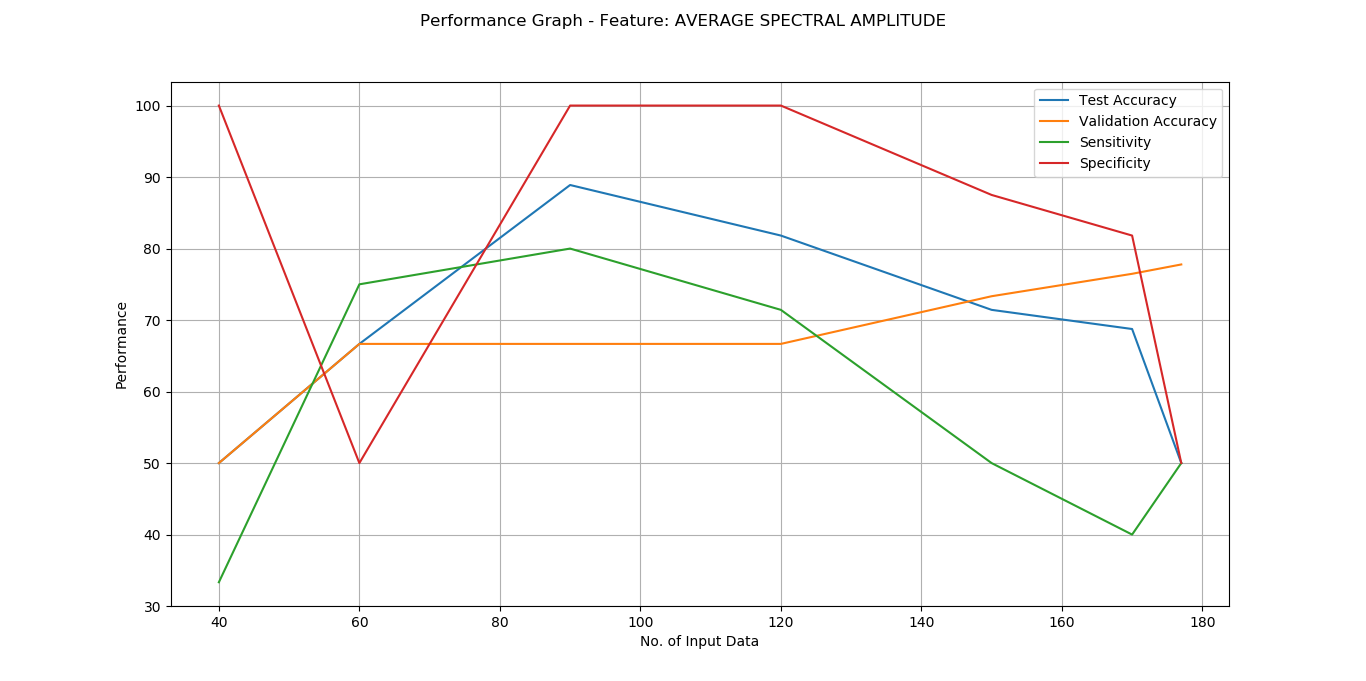 Performance Graph - Feature: AVERAGE SPECTRAL AMPLITUDE
Test Accuracy
Validation Accuracy
Sensitivity
Specificity
100
90
80
70
60
50
40
30
Performance
40 60 80 100 120 140 160 180
No. of Input Data